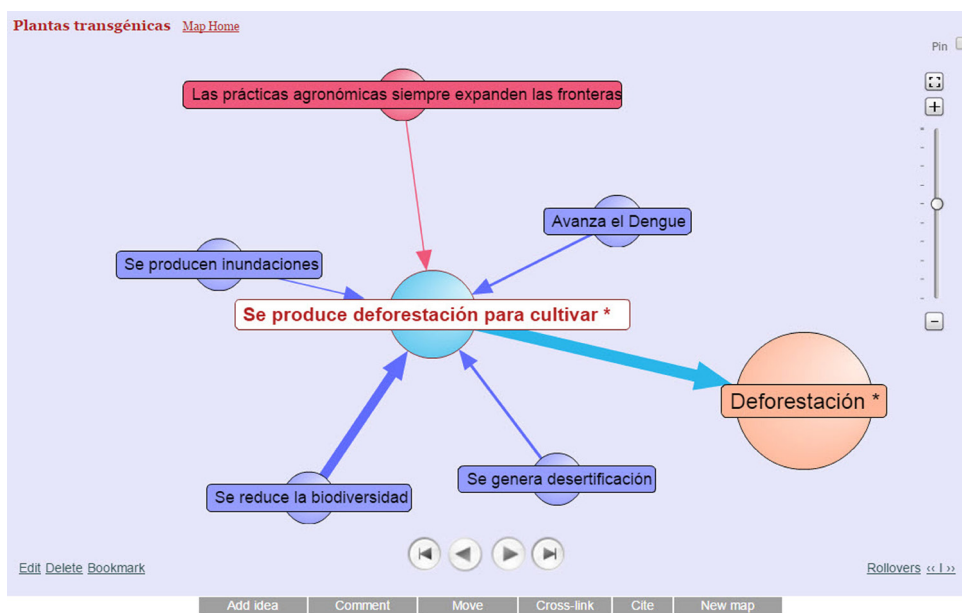 Plantas transgénicas Map Home
Pin
Las prácticas agronómicas siempre expanden las fronteras
Avanza el Dengue
Se producen inundaciones
Se produce deforestación para cultivar *
Deforestación *
Se genera desertificación
Se reduce la biodiversidad
Edit Delete Bookmark
Rollovers ‹‹ I ››
Add idea Comment Move Cross-link Cite New map